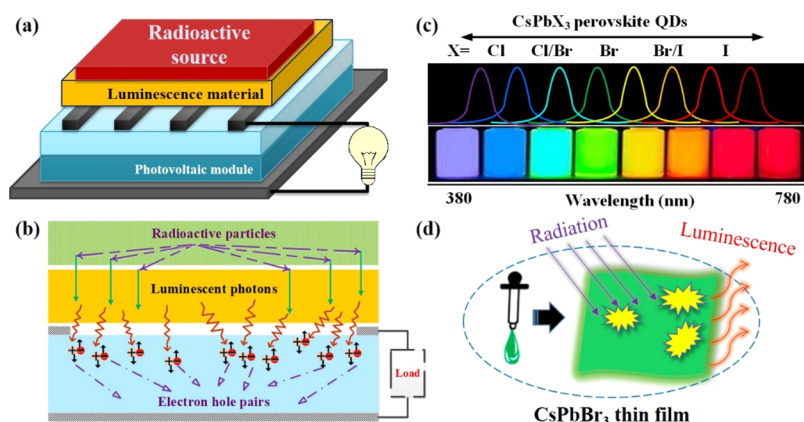 (a)
Radioactive
source
Luminescence material
Photovoltaic module
(b)
Radioactive particles
Luminescent photons
Load
Electron hole pairs
(c)
CsPbX3 perovskite QDs
X= Cl Cl/Br Br Br/I I
380 Wavelength (nm) 780
(d)
Radiation
Luminescence
CsPbBr3 thin film